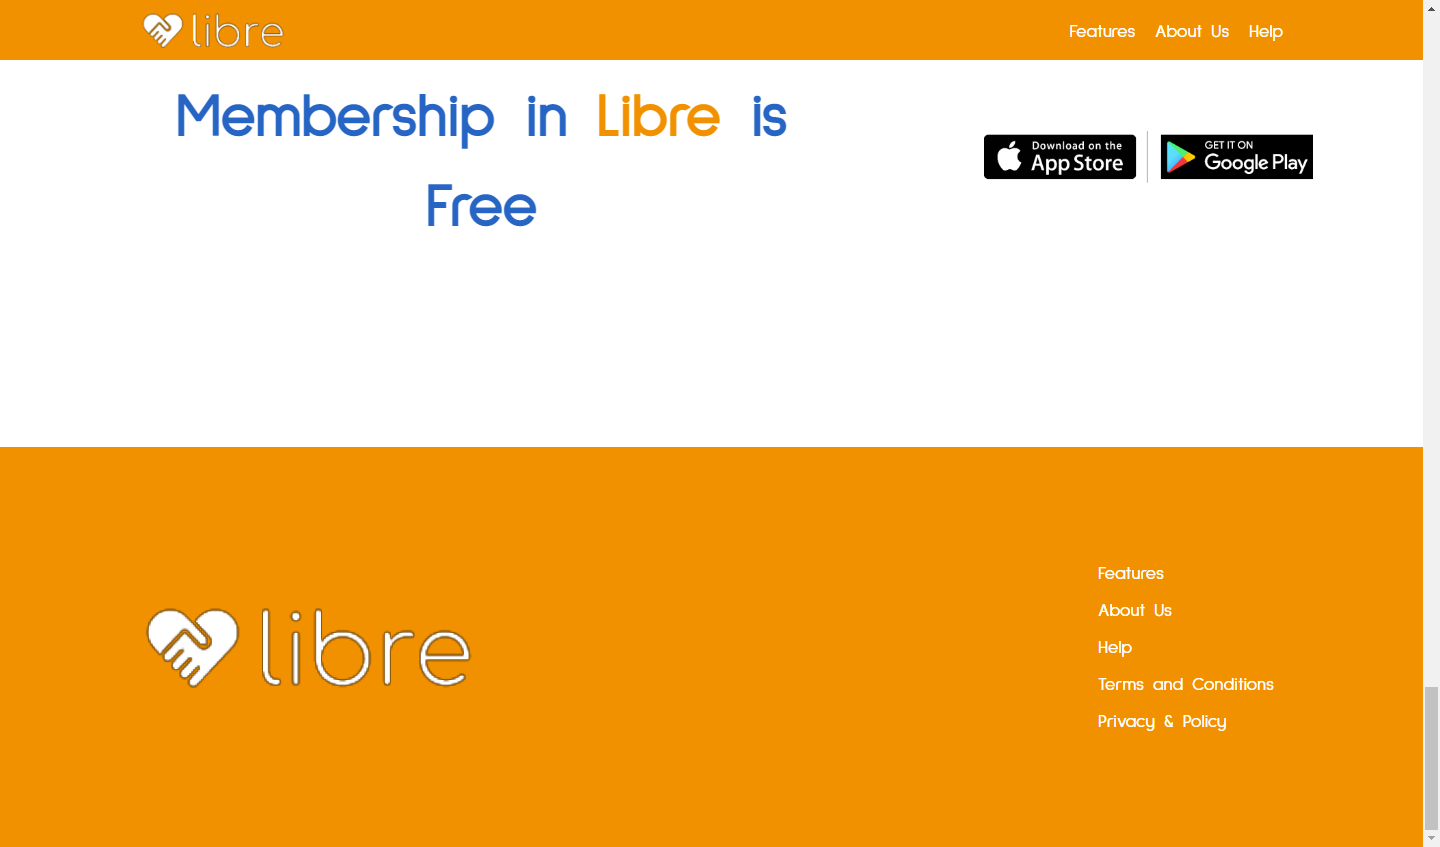 libre
Features About Us Help
Membership in Libre is
Free
Download on the
App Store
GET IT ON
Google Play
libre
Features
About Us
Help
Terms and Conditions
Privacy & Policy